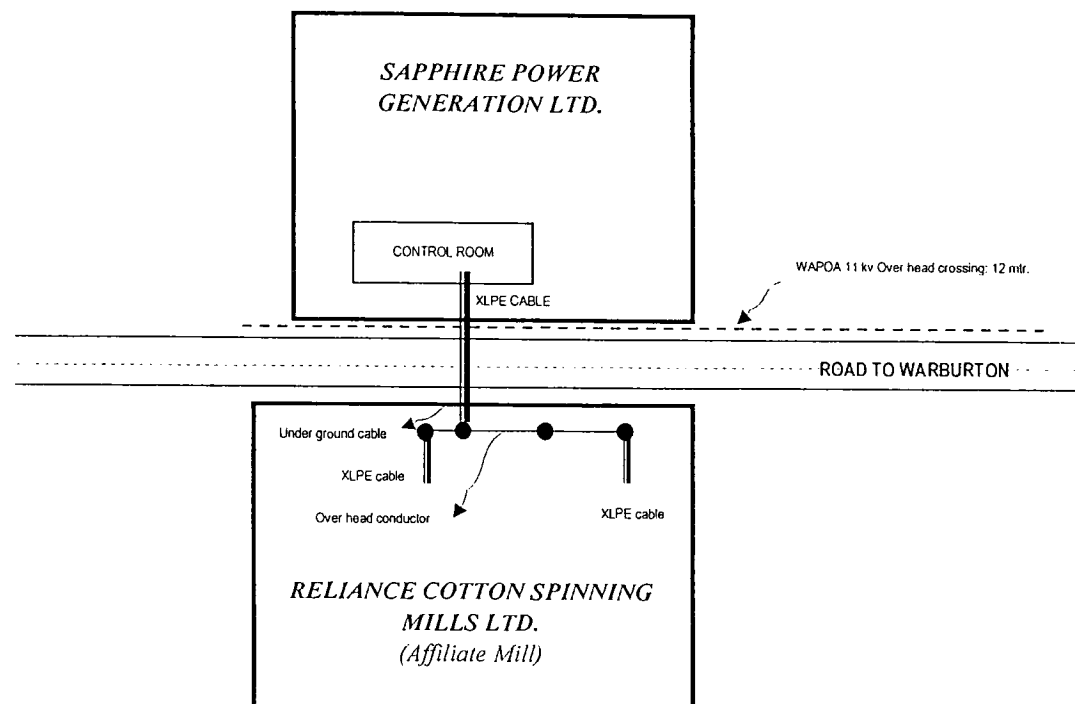 SAPPHIRE POWER
GENERATION LTD.
CONTROL ROOM
WAPOA 11 kv Over head crossing: 12 mtr.
XLPE CABLE
ROAD TO WARBURTON
Under ground cable
XLPE cable
Over head conductor
XLPE cable
RELIANCE COTTON SPINNING
MILLS LTD.
(Affiliate Mill)